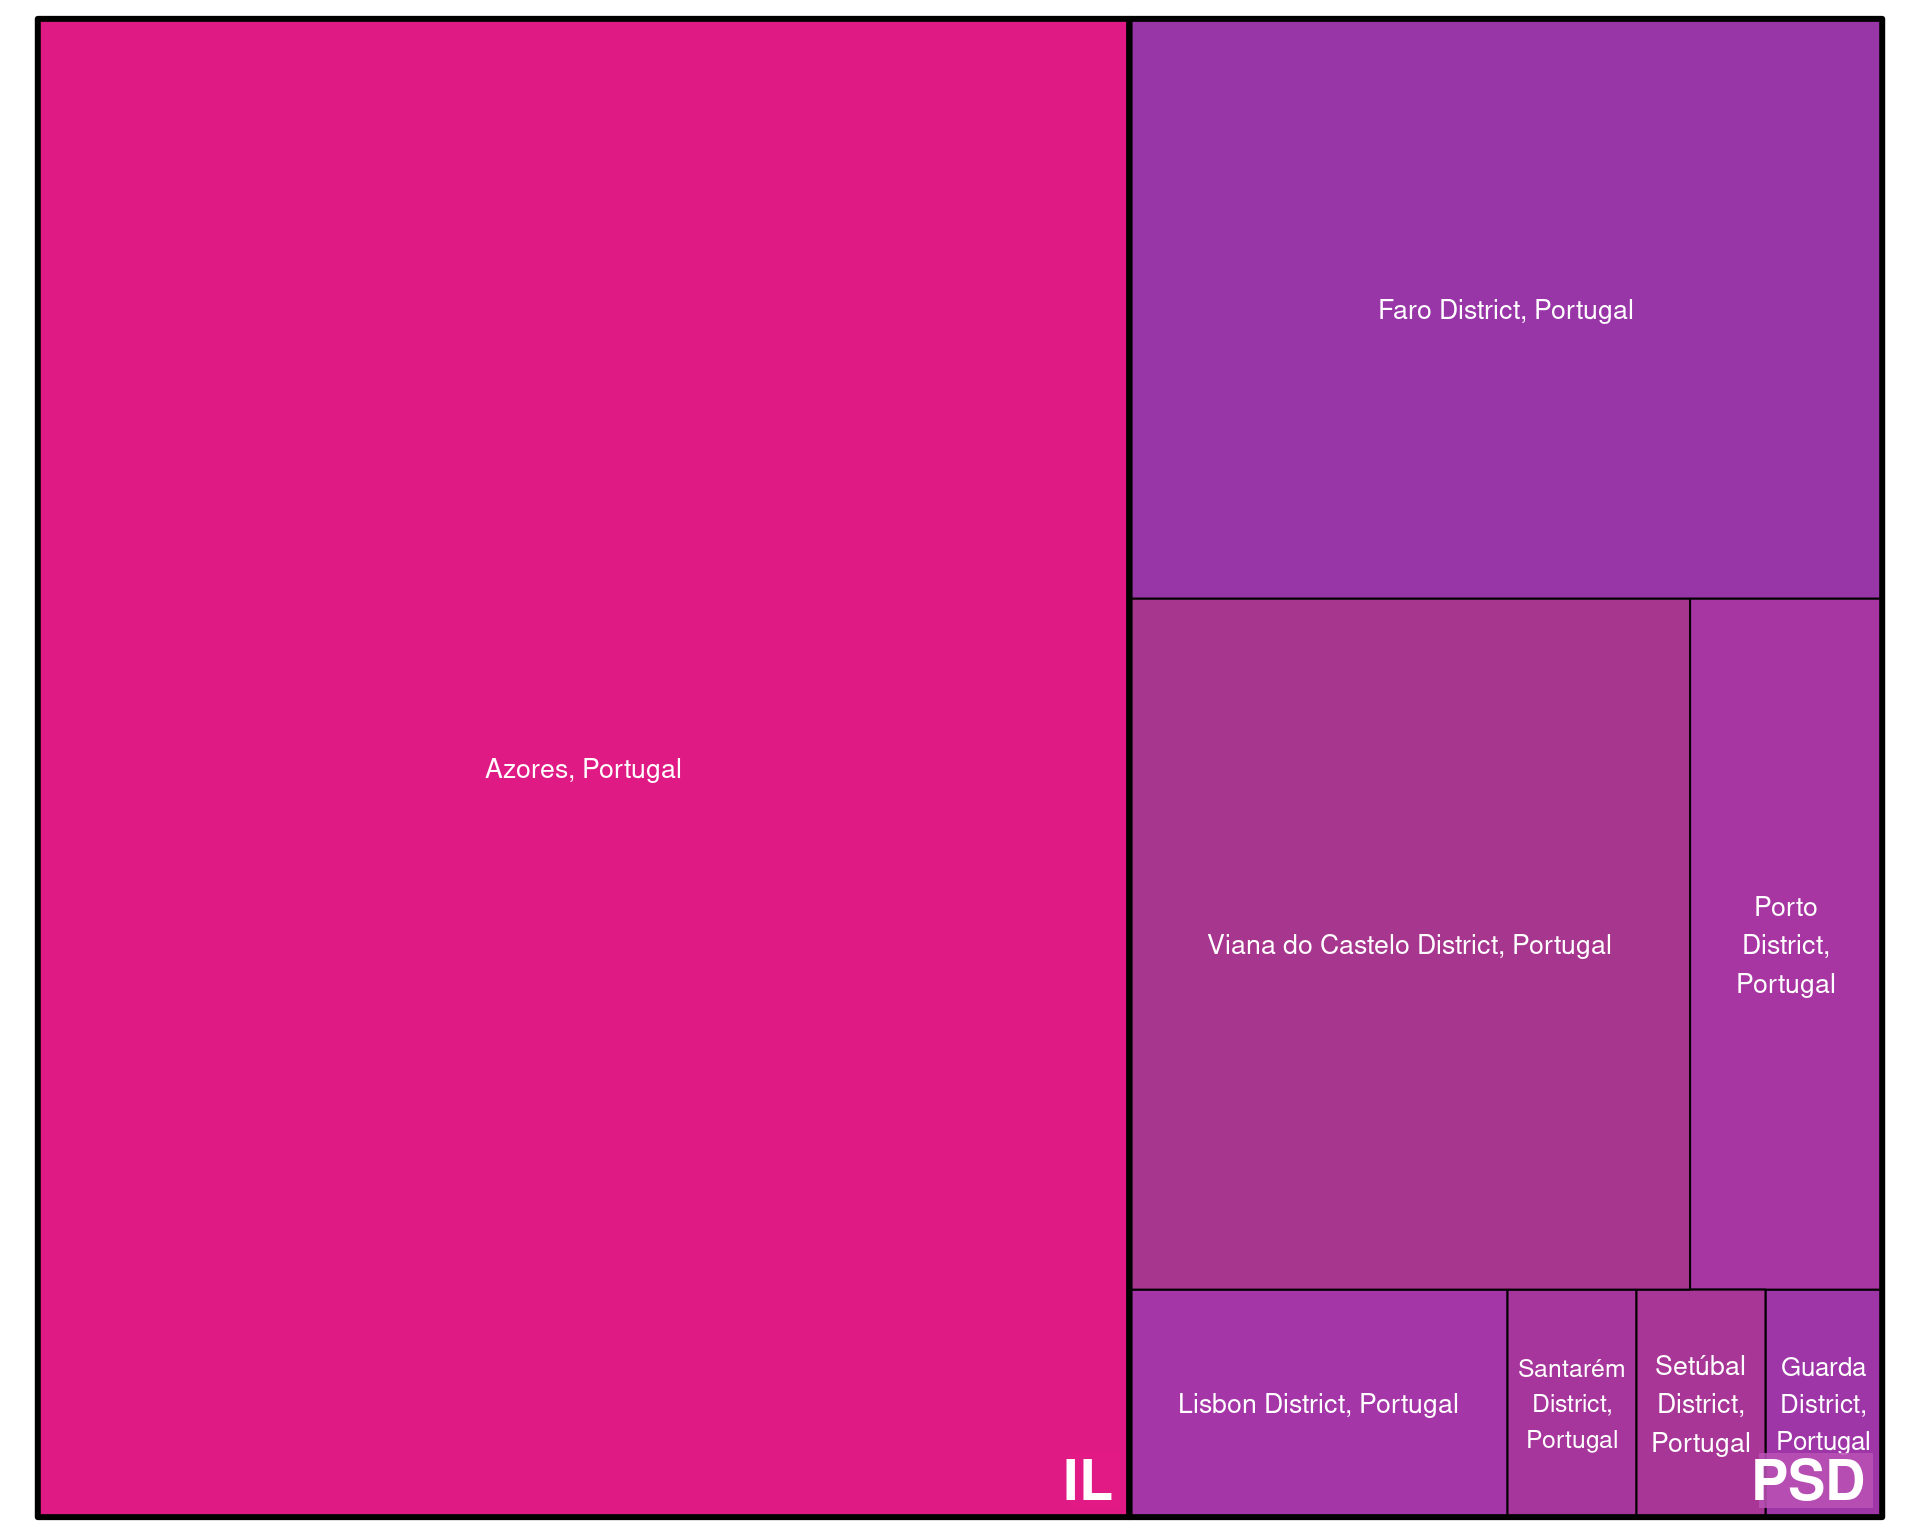 Azores, Portugal
IL
Faro District, Portugal
Viana do Castelo District, Portugal
Porto
District,
Portugal
Lisbon District, Portugal
Santarém
District,
Portugal
Setúbal
District,
Portugal
Guarda
District,
Portugal
PSD